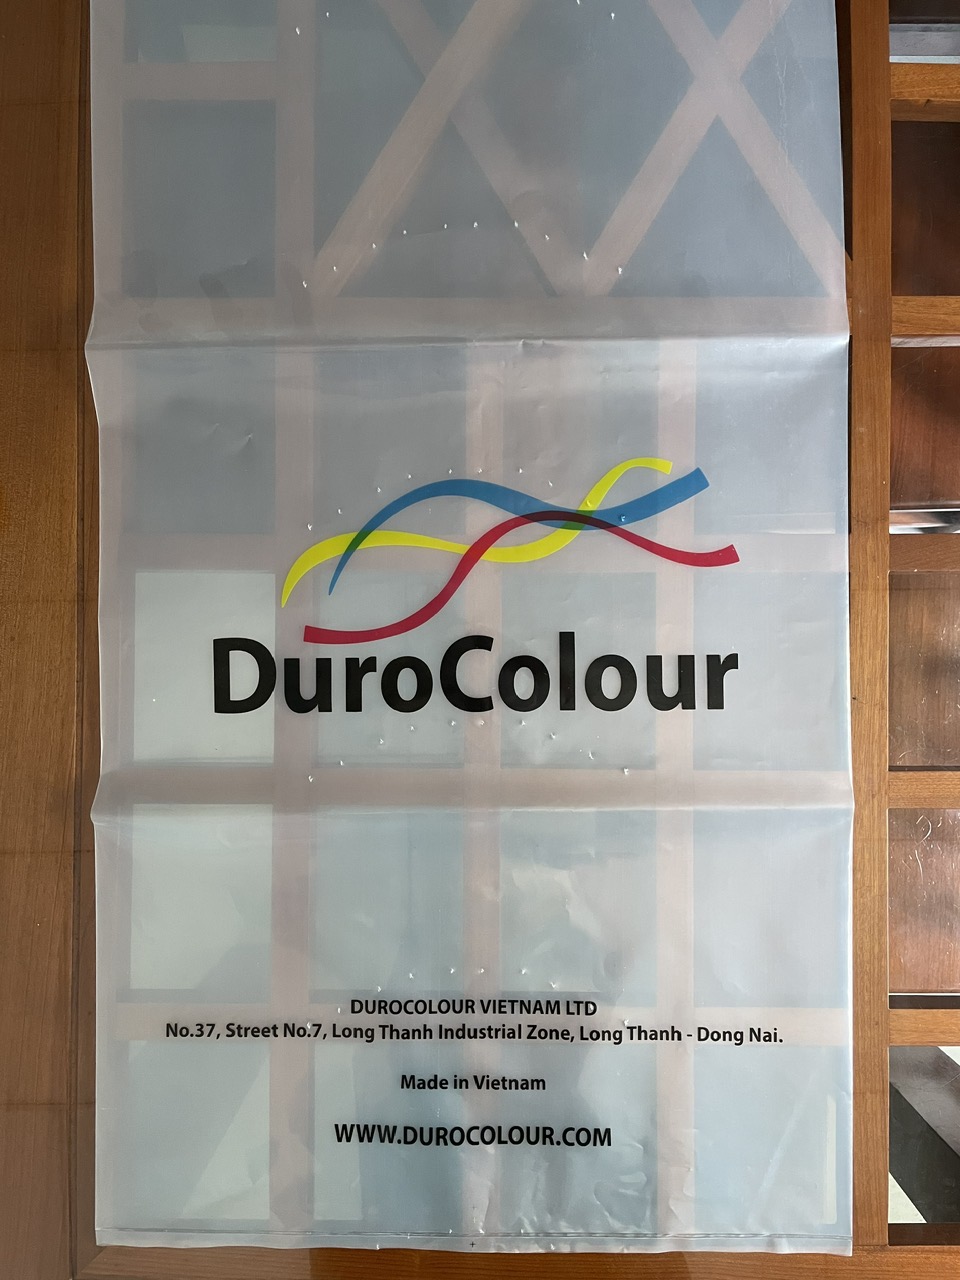 DuroColour
DUROCOLOUR VIETNAM LTD
No.37, Street No.7, Long Thanh Industrial Zone, Long Thanh - Dong Nai.
Made in Vietnam
WWW.DUROCOLOUR.COM